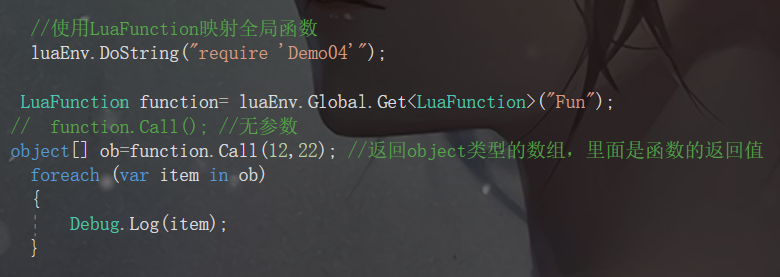 //使用LuaFunction映射全局函数
luaEnv.DoString("require 'Demo04'");
LuaFunction function= luaEnv.Global.Get<LuaFunction>("Fun");
//  function.Call(); //无参数
object[] ob=function.Call(12,22); //返回object类型的数组，里面是函数的返回值
foreach (var item in ob)
{
Debug.Log(item);
}